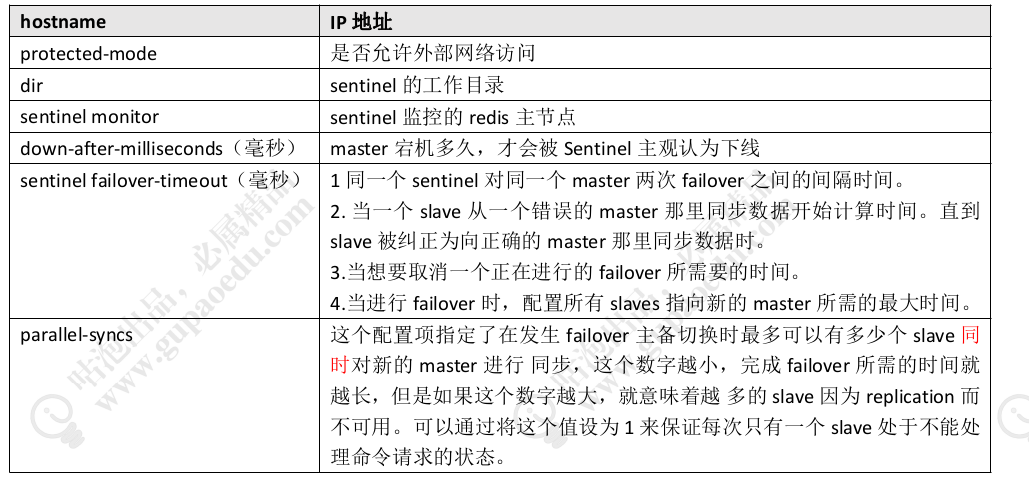 hostname IP 地址
protected-mode 是否允许外部网络访问
dir sentinel 的工作目录
sentinel monitor sentinel 监控的 redis 主节点
down-after-milliseconds（毫秒） master 宕机多久，才会被 Sentinel 主观认为下线
sentinel failover-timeout（毫秒） 1 同一个 sentinel 对同一个 master 两次 failover 之间的间隔时间。
2. 当一个 slave 从一个错误的 master 那里同步数据开始计算时间。直到
slave 被纠正为向正确的 master 那里同步数据时。
3.当想要取消一个正在进行的 failover 所需要的时间。
4.当进行 failover 时，配置所有 slaves 指向新的 master 所需的最大时间。
parallel-syncs 这个配置项指定了在发生 failover 主备切换时最多可以有多少个 slave 同
时对新的 master 进行 同步，这个数字越小，完成 failover 所需的时间就
越长，但是如果这个数字越大，就意味着越 多的 slave 因为 replication 而
不可用。可以通过将这个值设为 1 来保证每次只有一个 slave 处于不能处
理命令请求的状态。
咕泡出品，必属精品
www.gupaoedu.com
咕泡出品，必属精品
www.gupaoedu.com